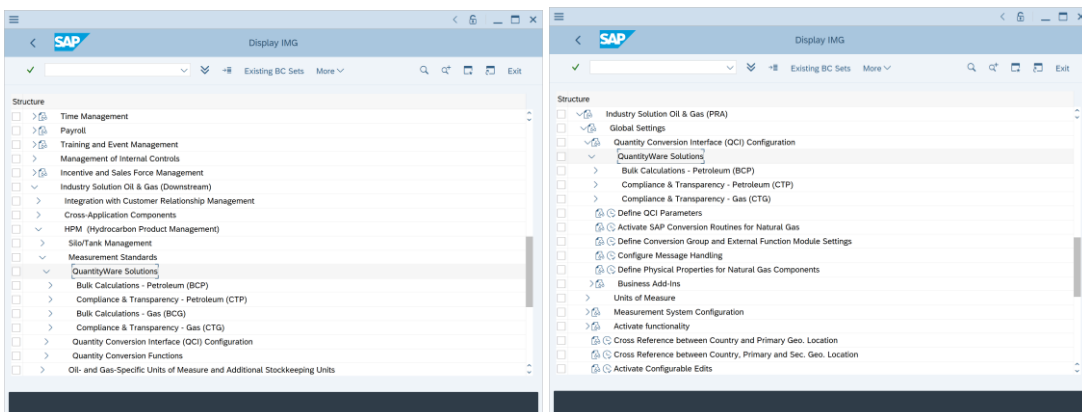 SAP
Display IMG
Existing BC Sets More Exit
Structure
Time Management
Payroll
Training and Event Management
Management of Internal Controls
Incentive and Sales Force Management
Industry Solution Oil & Gas (Downstream)
Integration with Customer Relationship Management
Cross-Application Components
HPM (Hydrocarbon Product Management)
Silo/Tank Management
Measurement Standards
QuantityWare Solutions
Bulk Calculations - Petroleum (BCP)
Compliance & Transparency - Petroleum (CTP)
Bulk Calculations - Gas (BCG)
Compliance & Transparency - Gas (CTG)
Quantity Conversion Interface (QCI) Configuration
Quantity Conversion Functions
Oil- and Gas-Specific Units of Measure and Additional Stockkeeping Units
SAP
Display IMG
Existing BC Sets More Exit
Structure
Industry Solution Oil & Gas (PRA)
Global Settings
Quantity Conversion Interface (QCI) Configuration
QuantityWare Solutions
Bulk Calculations - Petroleum (BCP)
Compliance & Transparency - Petroleum (CTP)
Compliance & Transparency - Gas (CTG)
Define QCI Parameters
Activate SAP Conversion Routines for Natural Gas
Define Conversion Group and External Function Module Settings
Configure Message Handling
Define Physical Properties for Natural Gas Components
Business Add-Ins
Units of Measure
Measurement System Configuration
Activate functionality
Cross Reference between Country and Primary Geo. Location
Cross Reference between Country, Primary and Sec. Geo. Location
Activate Configurable Edits